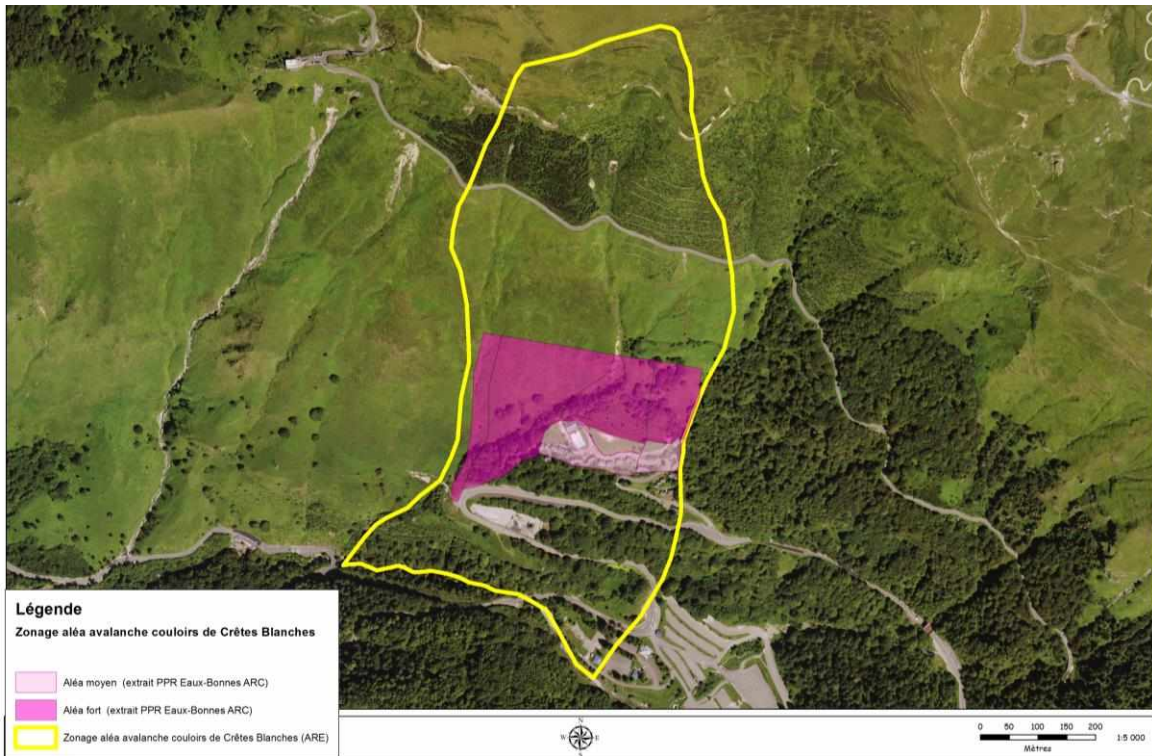 Légende
Zonage aléa avalanche couloirs de Crêtes Blanches
Aléa moyen (extrait PPR Eaux-Bonnes ARC)
Aléa fort (extrait PPR Eaux-Bonnes ARC)
Zonage aléa avalanche couloirs de Crêtes Blanches (ARE)
N
W E
S
0 50 100 150 200
Mètres
1:5 000